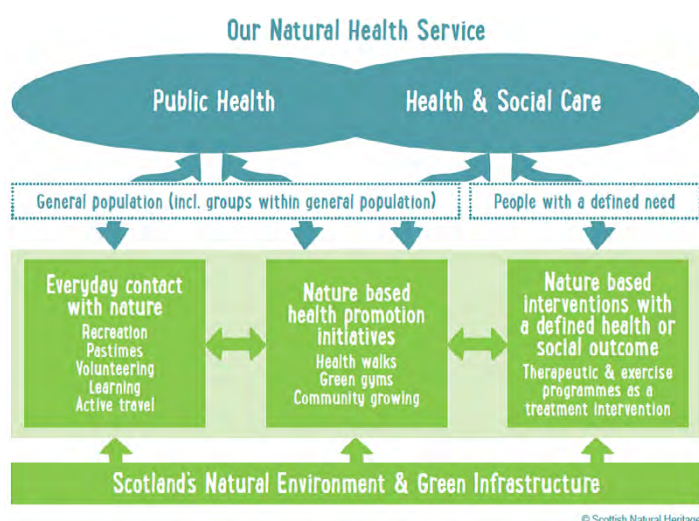 Our Natural Health Service
Public Health
Health & Social Care
General population (incl. groups within general population)
People with a defined need
Everyday contact
with nature
Recreation
Pastimes
Volunteering
Learning
Active travel
Nature based
health promotion
initiatives
Health walks
Green gyms
Community growing
Nature based
interventions with
a defined health or
social outcome
Therapeutic & exercise
programmes as a
treatment intervention
Scotland's Natural Environment & Green Infrastructure
© Scottish Natural Heritage